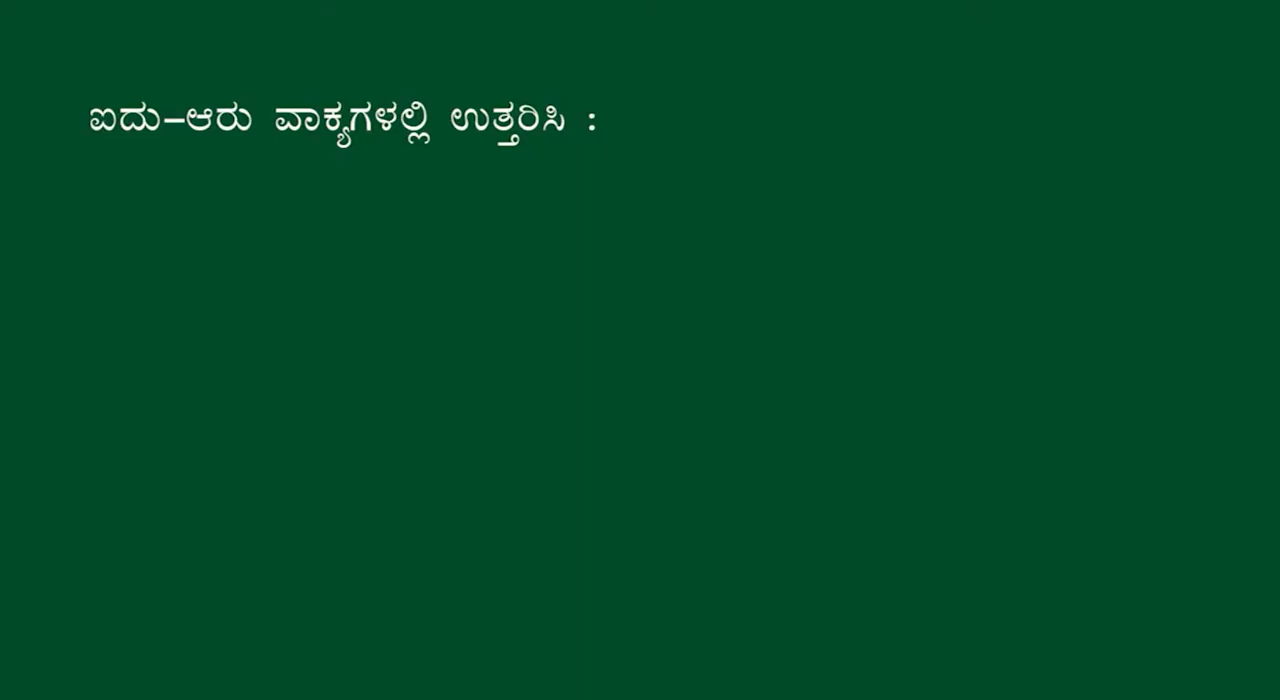 ಐದು–ಆರು ವಾಕ್ಯಗಳಲ್ಲಿ ಉತ್ತರಿಸಿ :